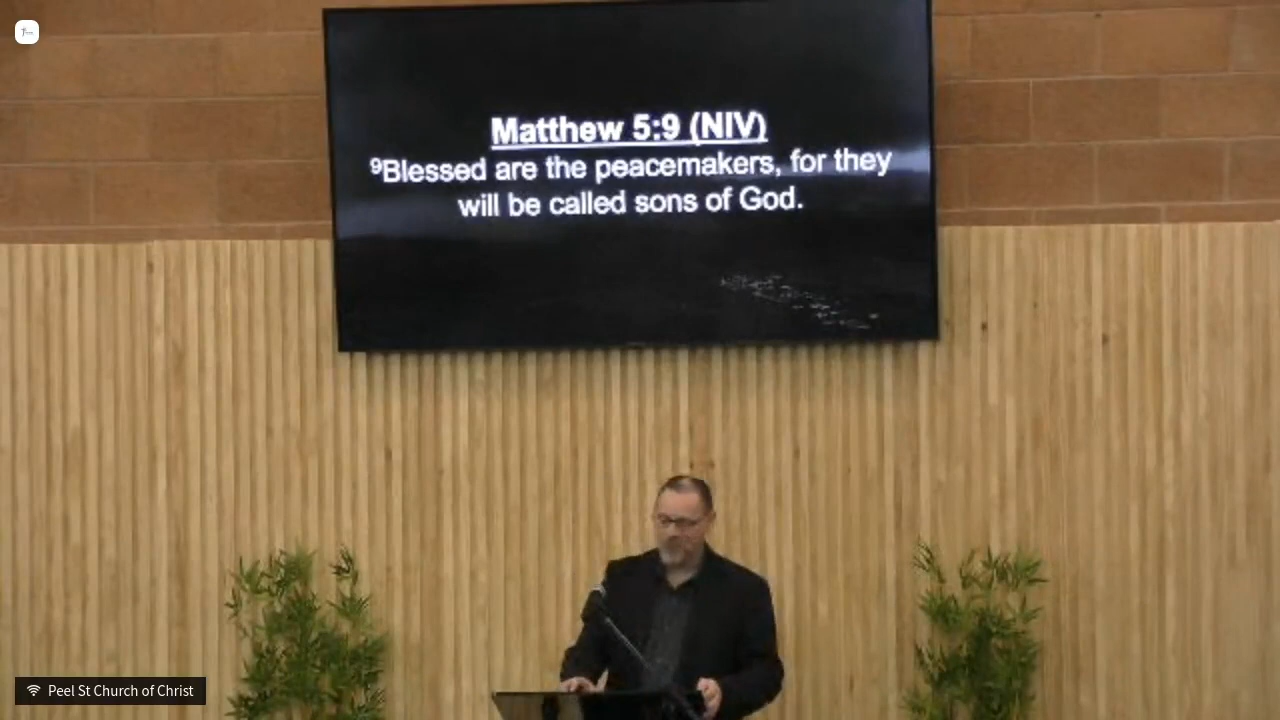 Matthew 5:9 (NIV)
⁹Blessed are the peacemakers, for they
will be called sons of God.
Peel St Church of Christ